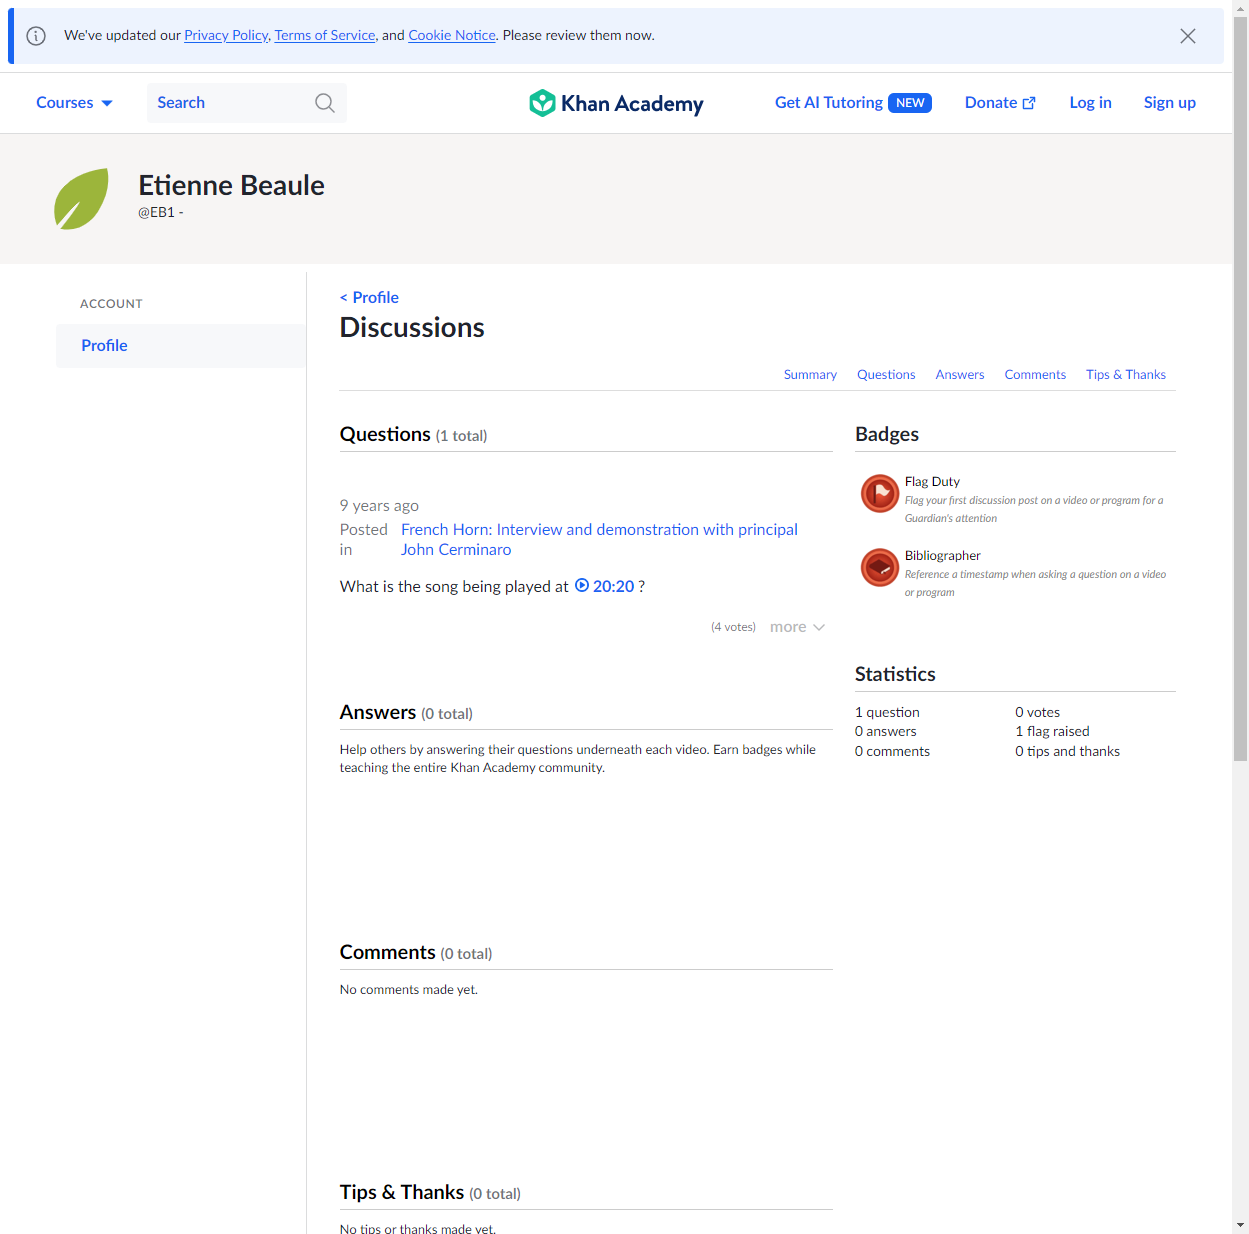 We've updated our Privacy Policy, Terms of Service, and Cookie Notice. Please review them now.
Courses
Search
Khan Academy
Get AI Tutoring NEW
Donate
Log in
Sign up
Etienne Beaule
@EB1 -
ACCOUNT
Profile
< Profile
Discussions
Summary
Questions
Answers
Comments
Tips & Thanks
Questions (1 total)
9 years ago
Posted in
French Horn: Interview and demonstration with principal
John Cerminaro
What is the song being played at 20:20 ?
(4 votes)
more
Answers (0 total)
Help others by answering their questions underneath each video. Earn badges while
teaching the entire Khan Academy community.
Comments (0 total)
No comments made yet.
Tips & Thanks (0 total)
No tips or thanks made yet.
Badges
Flag Duty
Flag your first discussion post on a video or program for a
Guardian's attention
Bibliographer
Reference a timestamp when asking a question on a video
or program
Statistics
1 question
0 votes
0 answers
1 flag raised
0 comments
0 tips and thanks